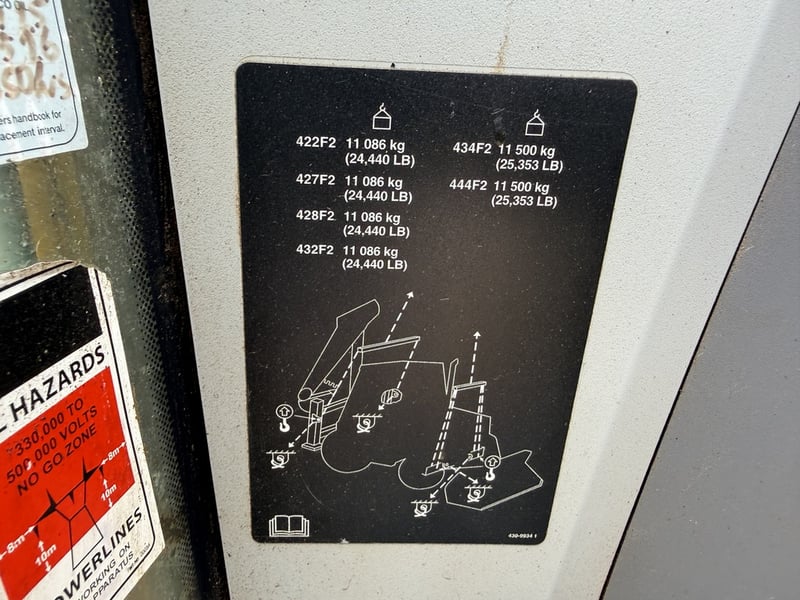 ers handbook for
acement interval.
422F2 11 086 kg
(24,440 LB)
427F2 11 086 kg
(24,440 LB)
428F2 11 086 kg
(24,440 LB)
432F2 11 086 kg
(24,440 LB)
434F2 11 500 kg
(25,353 LB)
444F2 11 500 kg
(25,353 LB)
430-9934 1
L HAZARDS
330,000 TO
500,000 VOLTS
NO GO ZONE
8m
8m
10m
10m
OWERLINES
WORKING ON
APPARATUS